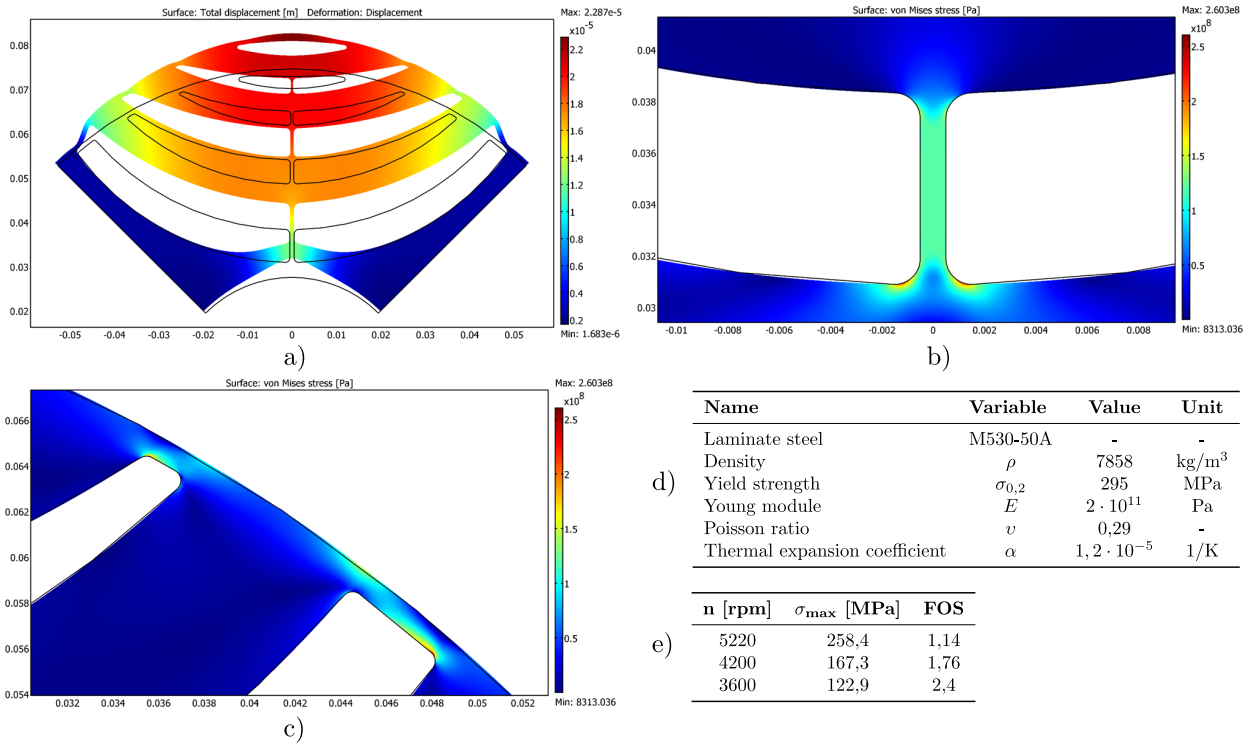 Surface: Total displacement [m]   Deformation: Displacement
Max: 2.287e-5
x10⁻⁵
0.08
0.07
0.06
0.05
0.04
0.03
0.02
2.2
2
1.8
1.6
1.4
1.2
1
0.8
0.6
0.4
0.2
-0.05 -0.04 -0.03 -0.02 -0.01 0 0.01 0.02 0.03 0.04 0.05
Min: 1.683e-6
a)
Surface: von Mises stress [Pa]
Max: 2.603e8
x10⁸
0.04
0.038
0.036
0.034
0.032
0.031
0.03
2.5
2
1.5
1
0.5
-0.01 -0.008 -0.006 -0.004 -0.002 0 0.002 0.004 0.006 0.008
Min: 8313.036
b)
Surface: von Mises stress [Pa]
Max: 2.603e8
x10⁸
0.066
0.064
0.062
0.06
0.058
0.056
0.054
2.5
2
1.5
1
0.5
0.032 0.034 0.036 0.038 0.04 0.042 0.044 0.046 0.048 0.05 0.052
Min: 8313.036
c)
d)
Name Variable Value Unit
Laminate steel M530-50A - -
Density ρ 7858 kg/m³
Yield strength σ₀,₂ 295 MPa
Young module E 2 · 10¹¹ Pa
Poisson ratio υ 0,29 -
Thermal expansion coefficient α 1, 2 · 10⁻⁵ 1/K
e)
n [rpm] σmax [MPa] FOS
5220 258,4 1,14
4200 167,3 1,76
3600 122,9 2,4